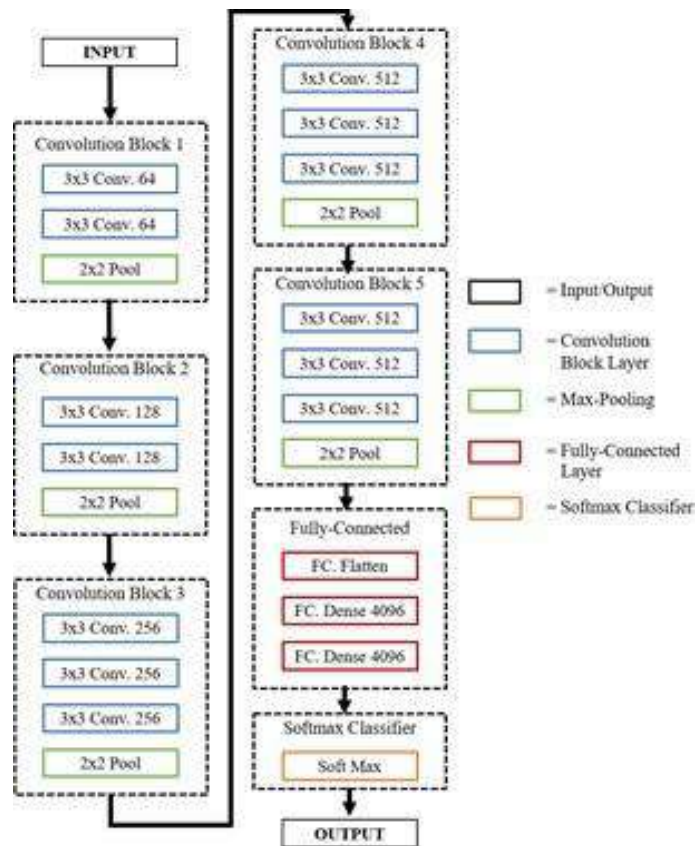 INPUT
Convolution Block 1
3x3 Conv. 64
3x3 Conv. 64
2x2 Pool
Convolution Block 2
3x3 Conv. 128
3x3 Conv. 128
2x2 Pool
Convolution Block 3
3x3 Conv. 256
3x3 Conv. 256
3x3 Conv. 256
2x2 Pool
Convolution Block 4
3x3 Conv. 512
3x3 Conv. 512
3x3 Conv. 512
2x2 Pool
Convolution Block 5
3x3 Conv. 512
3x3 Conv. 512
3x3 Conv. 512
2x2 Pool
Fully-Connected
FC. Flatten
FC. Dense 4096
FC. Dense 4096
Softmax Classifier
Soft Max
OUTPUT
= Input/Output
= Convolution
Block Layer
= Max-Pooling
= Fully-Connected
Layer
= Softmax Classifier